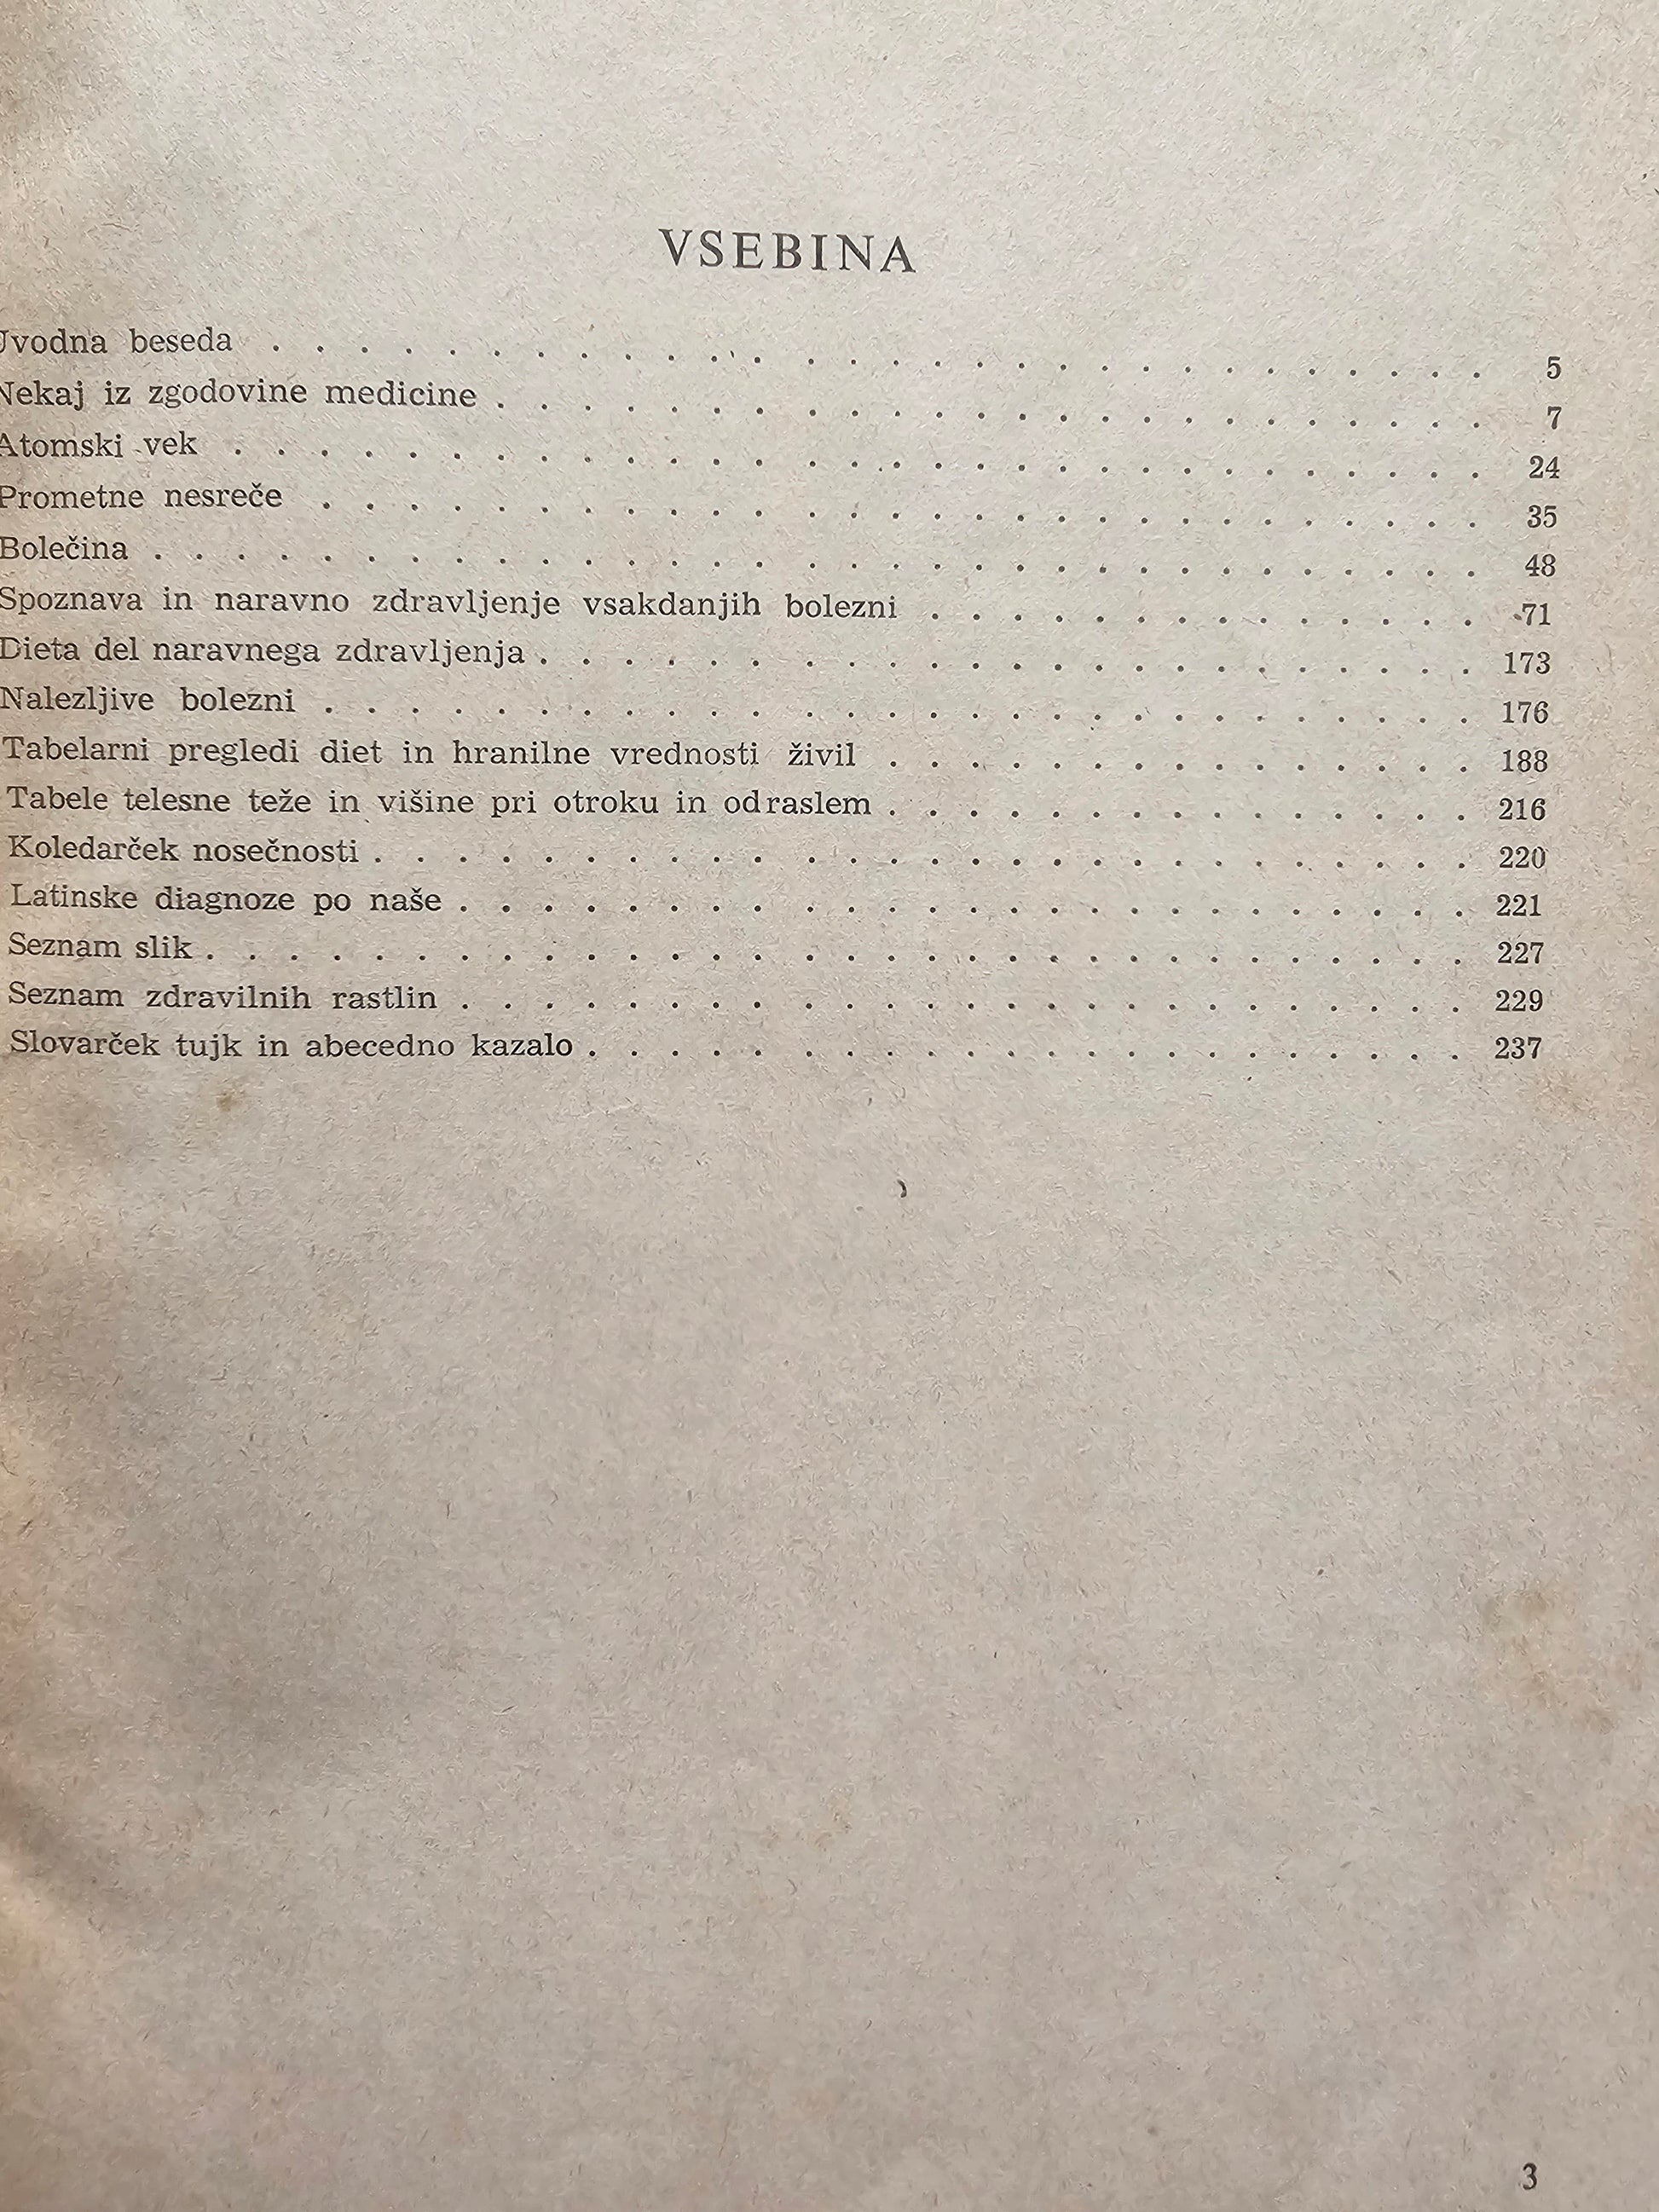 VSEBINA
Uvodna beseda . . . . . . . . . . . . . . . . . . . . . . . . . . . . 5
Nekaj iz zgodovine medicine . . . . . . . . . . . . . . . . . . . . . . . 7
Atomski vek . . . . . . . . . . . . . . . . . . . . . . . . . . . . . 24
Prometne nesreče . . . . . . . . . . . . . . . . . . . . . . . . . . . 35
Bolečina . . . . . . . . . . . . . . . . . . . . . . . . . . . . . . . 48
Spoznava in naravno zdravljenje vsakdanjih bolezni . . . . . . . . . . . . . 71
Dieta del naravnega zdravljenja . . . . . . . . . . . . . . . . . . . . . . 173
Nalezljive bolezni . . . . . . . . . . . . . . . . . . . . . . . . . . . 176
Tabelarni pregledi diet in hranilne vrednosti živil . . . . . . . . . . . . . . 188
Tabele telesne teže in višine pri otroku in odraslem . . . . . . . . . . . . . . 216
Koledarček nosečnosti . . . . . . . . . . . . . . . . . . . . . . . . . . 220
Latinske diagnoze po naše . . . . . . . . . . . . . . . . . . . . . . . . 221
Seznam slik . . . . . . . . . . . . . . . . . . . . . . . . . . . . . . 227
Seznam zdravilnih rastlin . . . . . . . . . . . . . . . . . . . . . . . . 229
Slovarček tujk in abecedno kazalo . . . . . . . . . . . . . . . . . . . . . 237
3